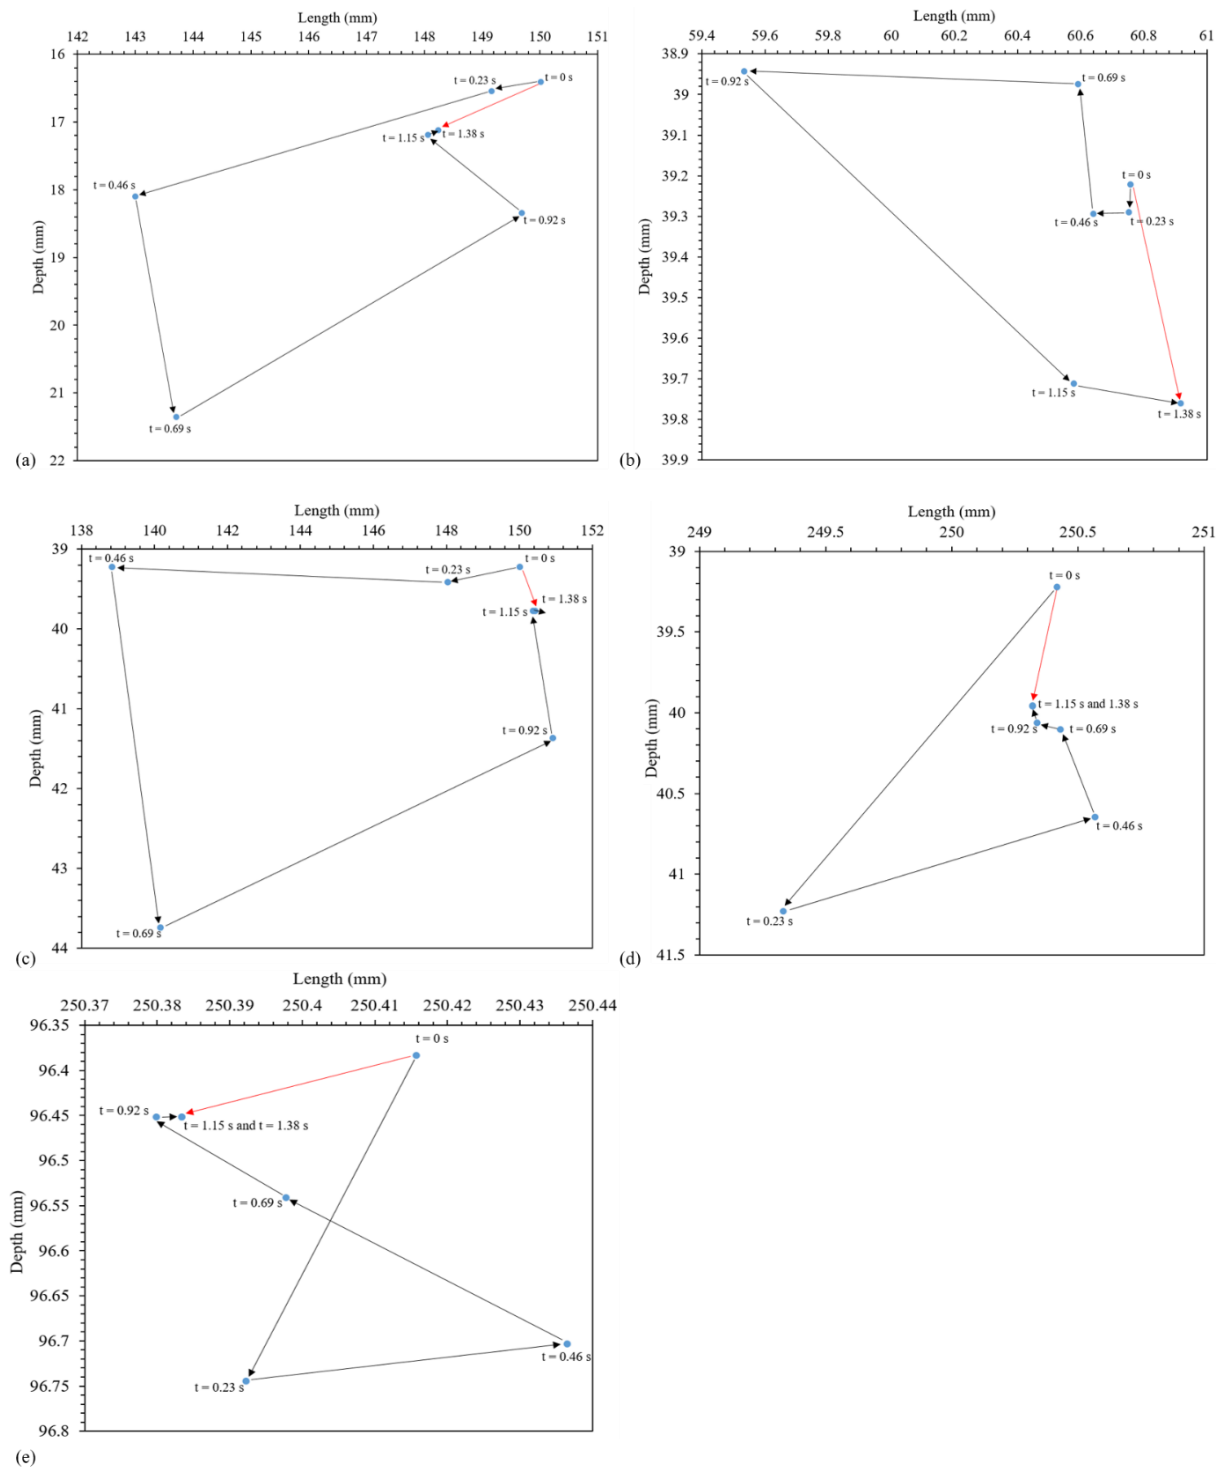 Length (mm)
142 143 144 145 146 147 148 149 150 151
16
17
18
19
20
21
22
Depth (mm)
t = 0.23 s
t = 0 s
t = 1.15 s
t = 1.38 s
t = 0.46 s
t = 0.92 s
t = 0.69 s
(a)
Length (mm)
59.4 59.6 59.8 60 60.2 60.4 60.6 60.8 61
38.9
39
39.1
39.2
39.3
39.4
39.5
39.6
39.7
39.8
39.9
Depth (mm)
t = 0.92 s
t = 0.69 s
t = 0 s
t = 0.46 s
t = 0.23 s
t = 1.15 s
t = 1.38 s
(b)
Length (mm)
138 140 142 144 146 148 150 152
39
40
41
42
43
44
Depth (mm)
t = 0.46 s
t = 0.23 s
t = 0 s
t = 1.38 s
t = 1.15 s
t = 0.92 s
t = 0.69 s
(c)
Length (mm)
249 249.5 250 250.5 251
39
39.5
40
40.5
41
41.5
Depth (mm)
t = 0 s
t = 1.15 s and 1.38 s
t = 0.92 s
t = 0.69 s
t = 0.46 s
t = 0.23 s
(d)
Length (mm)
250.37 250.38 250.39 250.4 250.41 250.42 250.43 250.44
96.35
96.4
96.45
96.5
96.55
96.6
96.65
96.7
96.75
96.8
Depth (mm)
t = 0 s
t = 0.92 s
t = 1.15 s and t = 1.38 s
t = 0.69 s
t = 0.46 s
t = 0.23 s
(e)